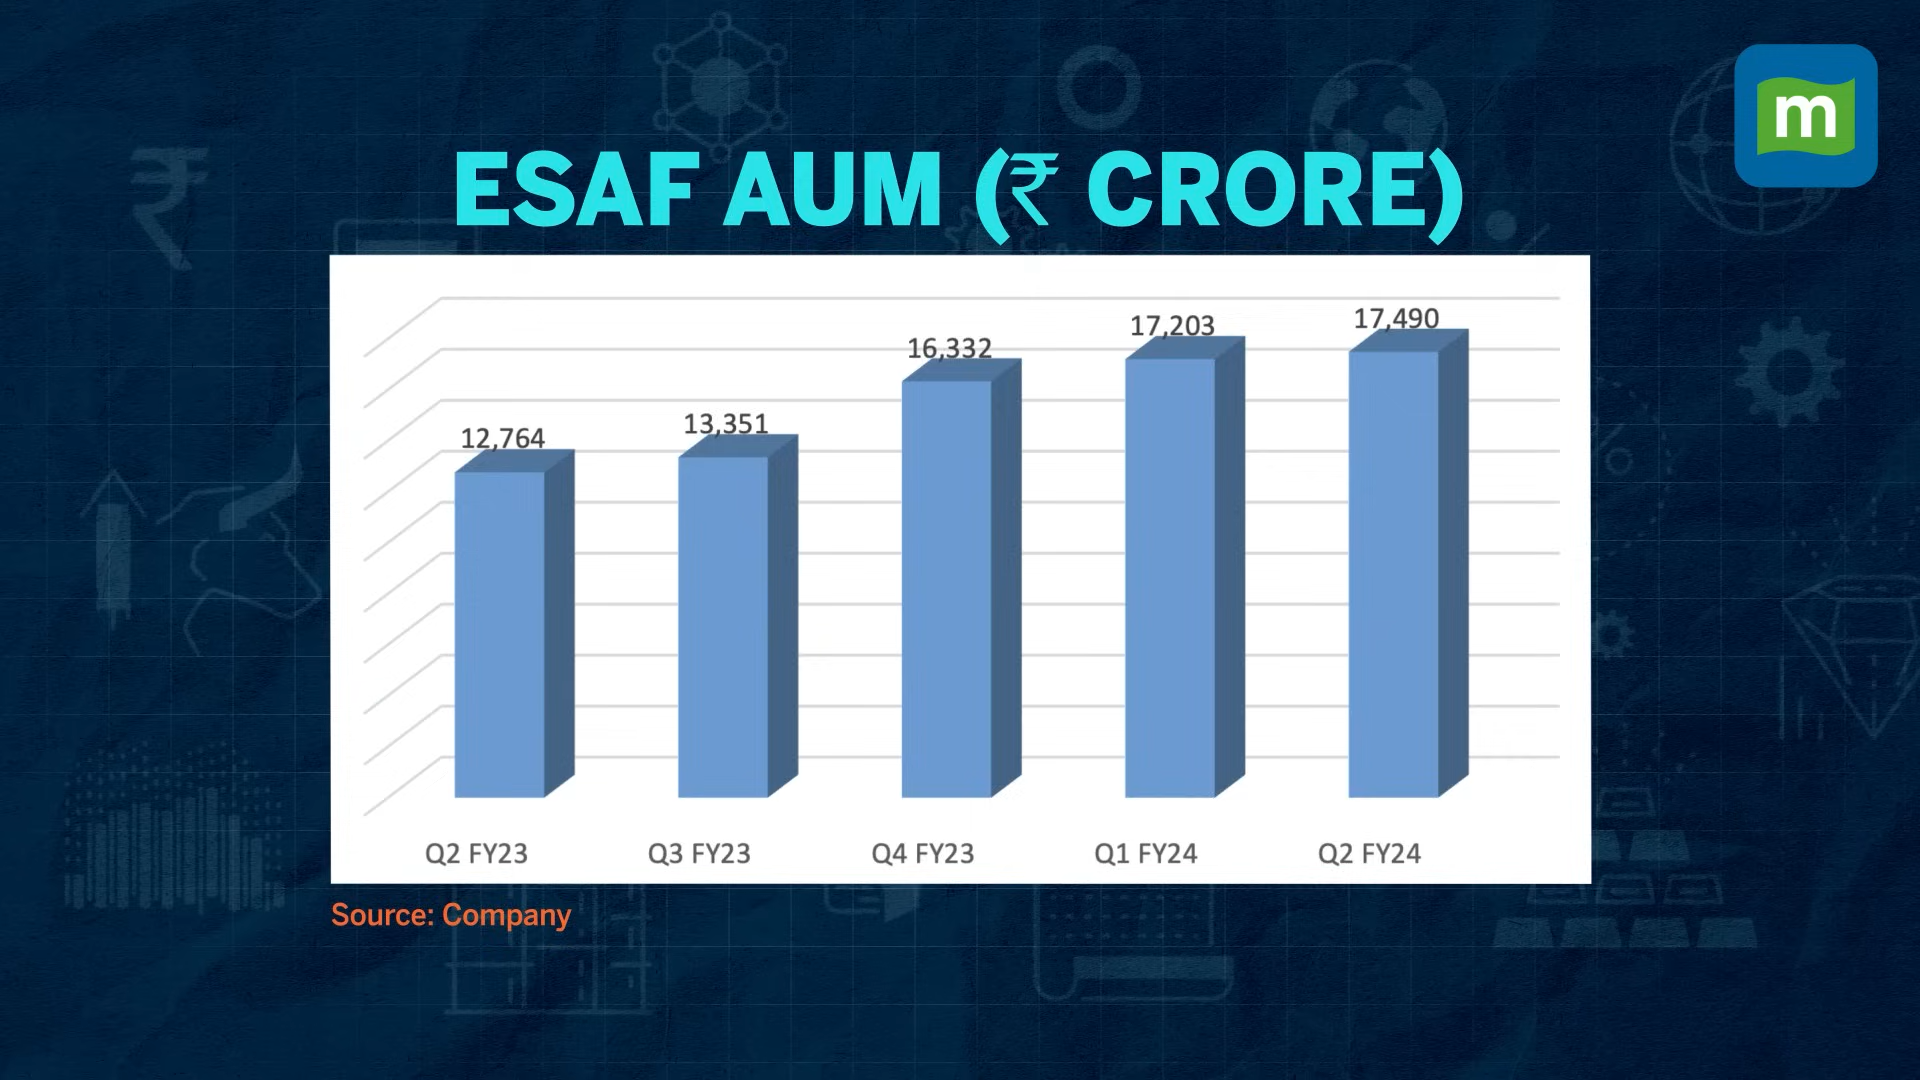 m
ESAF AUM (₹ CRORE)
12,764
13,351
16,332
17,203
17,490
Q2 FY23
Q3 FY23
Q4 FY23
Q1 FY24
Q2 FY24
Source: Company